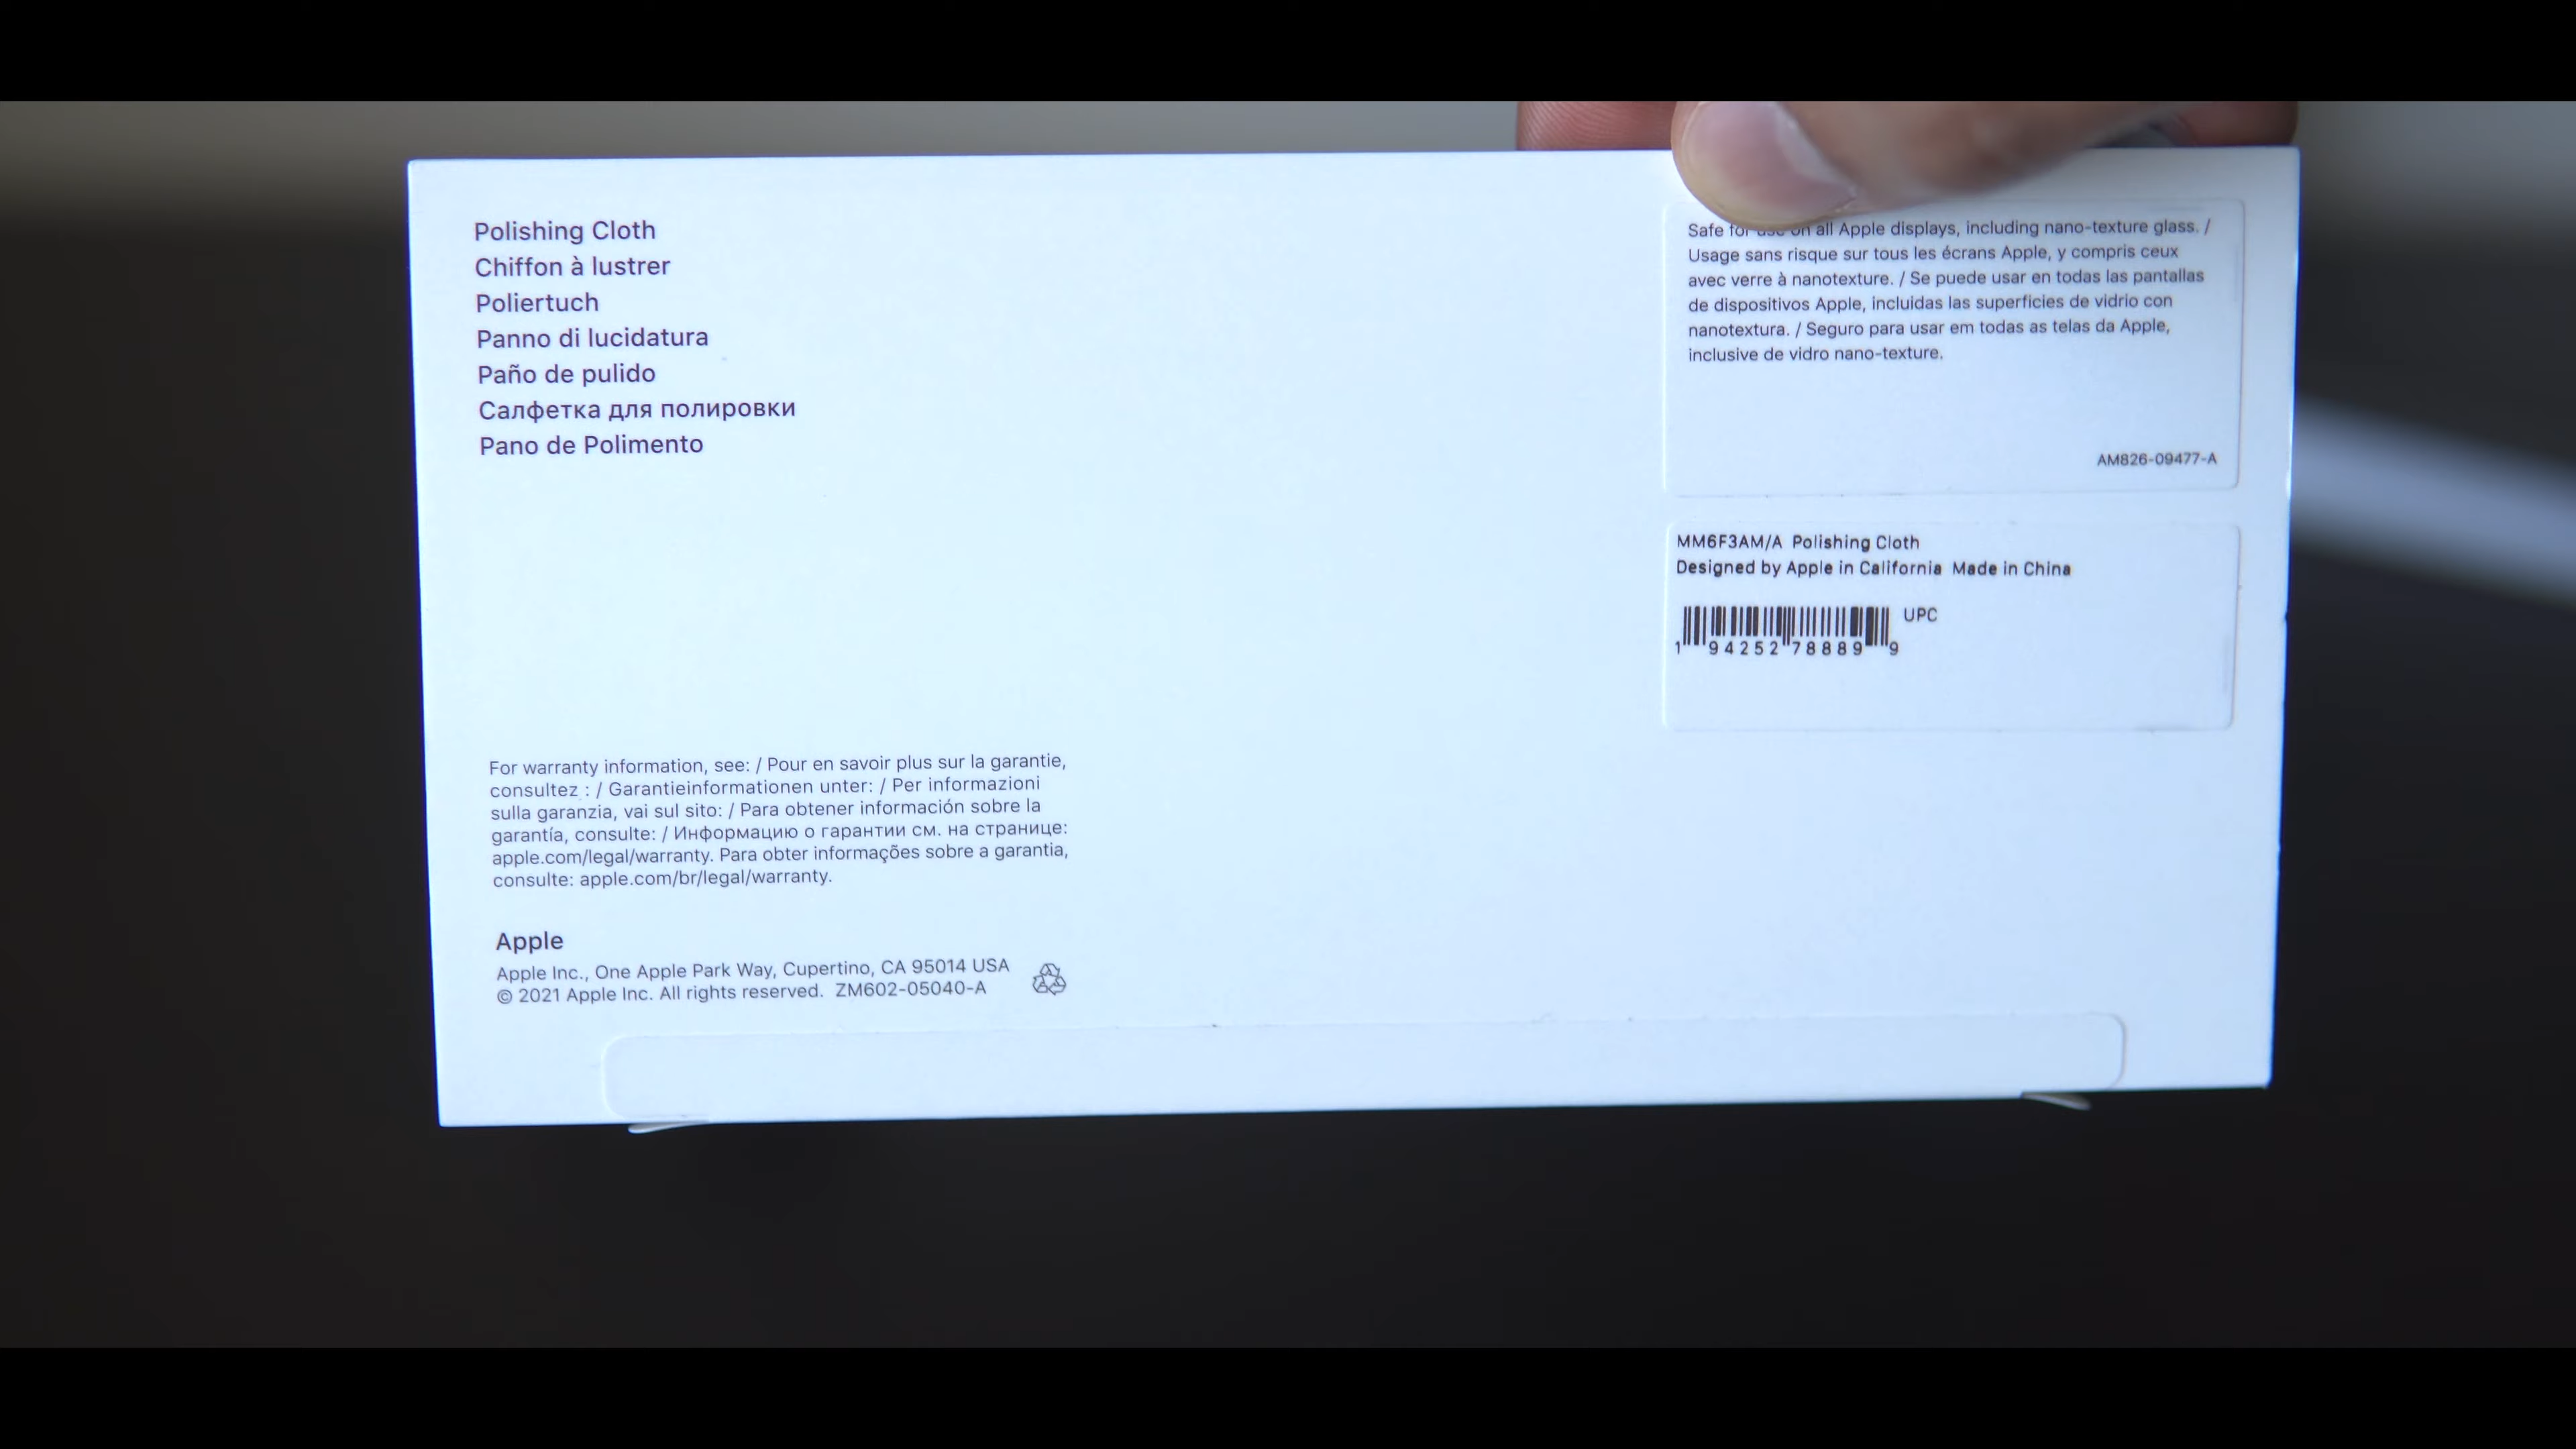 Polishing Cloth
Chiffon à lustrer
Poliertuch
Panno di lucidatura
Paño de pulido
Салфетка для полировки
Pano de Polimento
For warranty information, see: / Pour en savoir plus sur la garantie,
consultez : / Garantieinformationen unter: / Per informazioni
sulla garanzia, vai sul sito: / Para obtener información sobre la
garantía, consulte: / Информацию о гарантии см. на странице:
apple.com/legal/warranty. Para obter informações sobre a garantia,
consulte: apple.com/br/legal/warranty.
Apple
Apple Inc., One Apple Park Way, Cupertino, CA 95014 USA
© 2021 Apple Inc. All rights reserved. ZM602-05040-A
Safe for use on all Apple displays, including nano-texture glass. /
Usage sans risque sur tous les écrans Apple, y compris ceux
avec verre à nanotexture. / Se puede usar en todas las pantallas
de dispositivos Apple, incluidas las superficies de vidrio con
nanotextura. / Seguro para usar em todas as telas da Apple,
inclusive de vidro nano-texture.
AM826-09477-A
MM6F3AM/A Polishing Cloth
Designed by Apple in California Made in China
UPC
1 94252 78889 9